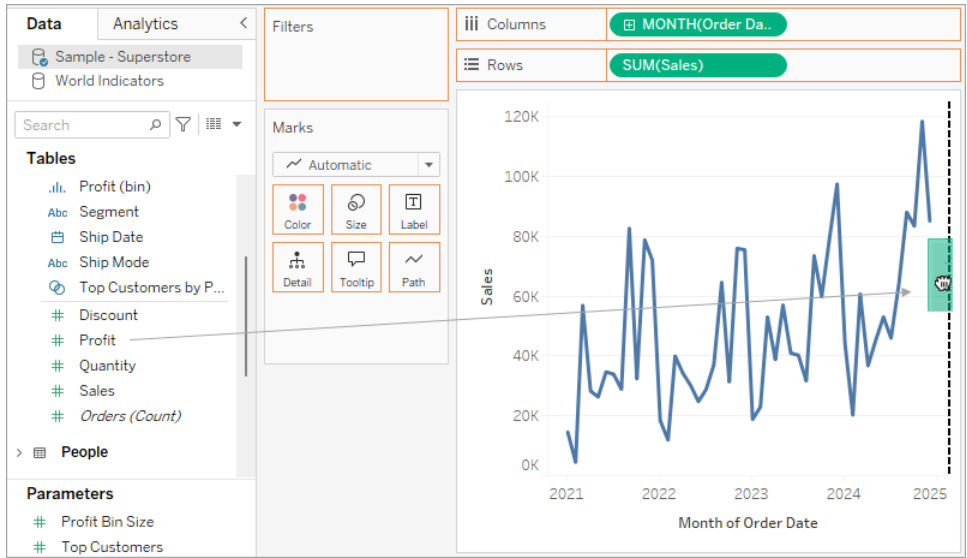 Data Analytics
Sample - Superstore
World Indicators
Search
Tables
Profit (bin)
Abc Segment
Ship Date
Abc Ship Mode
Top Customers by P...
Discount
Profit
Quantity
Sales
Orders (Count)
People
Parameters
Profit Bin Size
Top Customers
Filters
Marks
Automatic
Color Size Label
Detail Tooltip Path
Columns MONTH(Order Da..
Rows SUM(Sales)
120K
100K
80K
60K
40K
20K
0K
Sales
2021 2022 2023 2024 2025
Month of Order Date